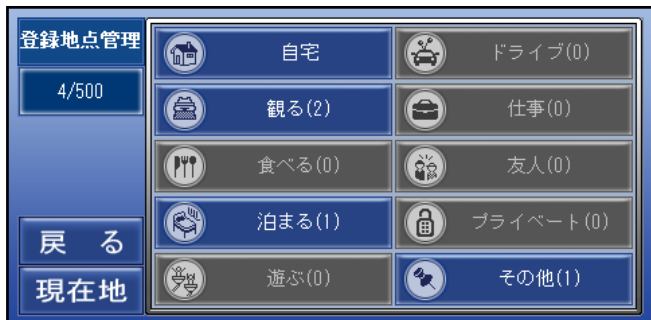 登録地点管理
4/500
自宅
ドライブ(0)
観る(2)
仕事(0)
食べる(0)
友人(0)
泊まる(1)
プライベート(0)
遊ぶ(0)
その他(1)
戻 る
現在地